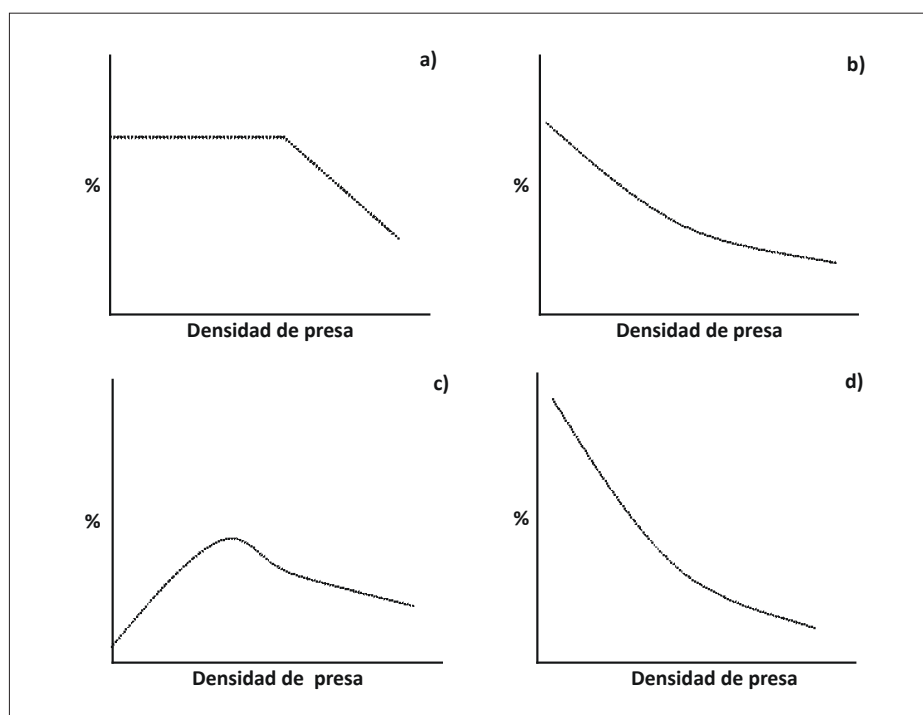 a)
%
Densidad de presa
b)
%
Densidad de presa
c)
%
Densidad de presa
d)
%
Densidad de presa